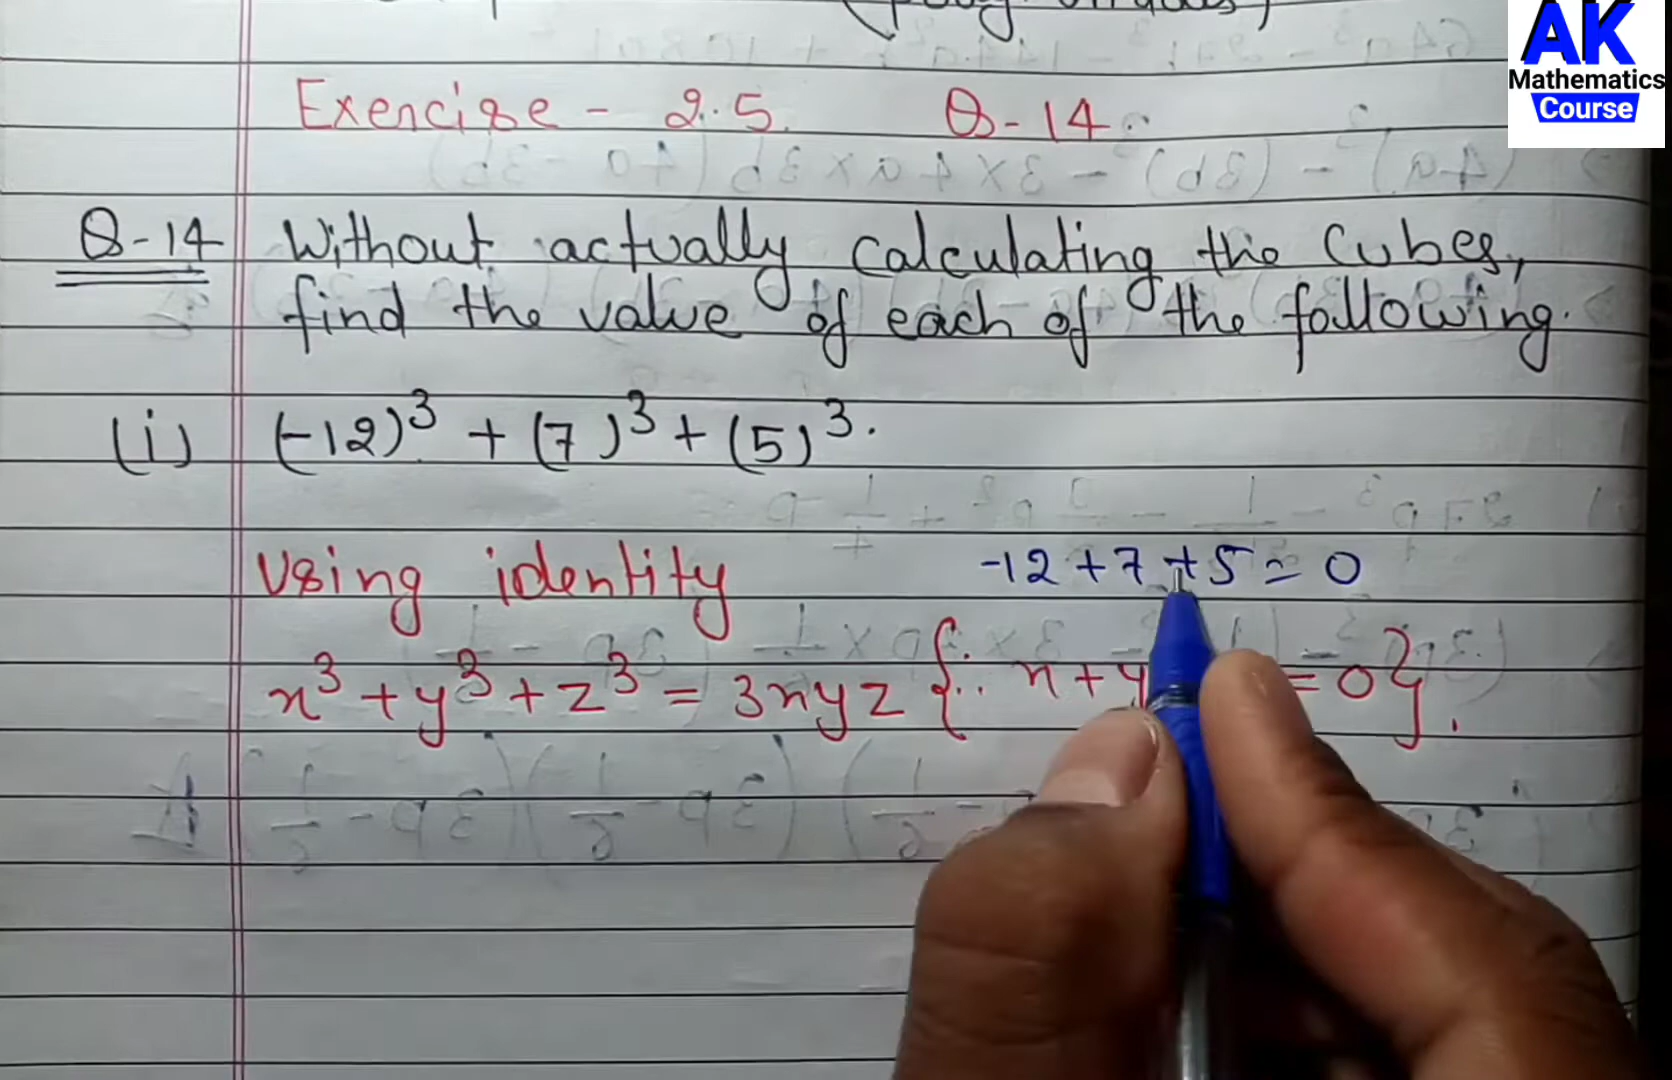 AK
Mathematics
Course
Exercise - 2.5. Q-14.
Q-14 Without actually calculating the Cubes,
find the value of each of the following.
(i) (-12)³ + (7)³ + (5)³.
Using identity
-12 + 7 + 5 = 0
x³ + y³ + z³ = 3xyz {∵ x + y = 0}.